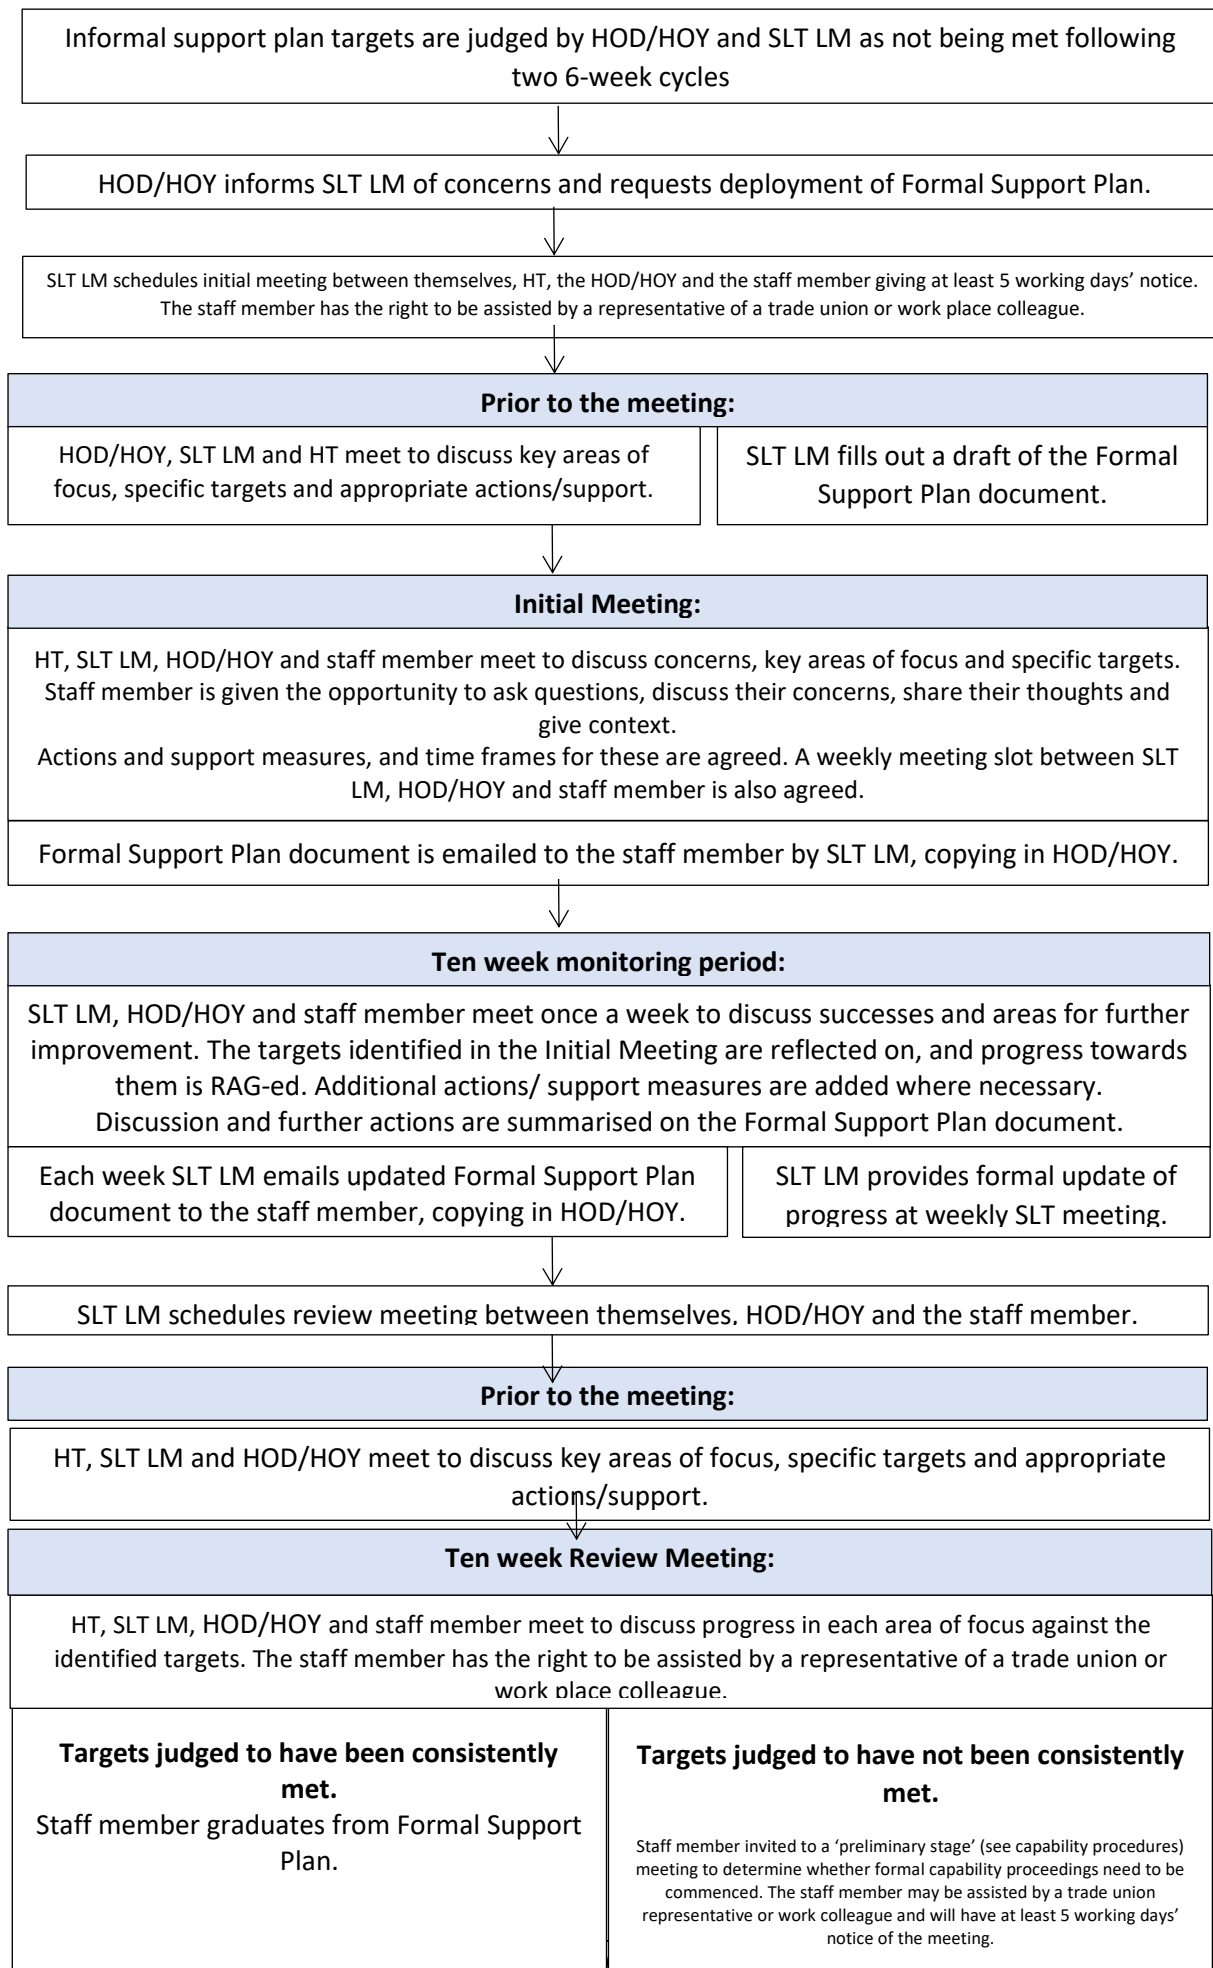 Informal support plan targets are judged by HOD/HOY and SLT LM as not being met following
two 6-week cycles
HOD/HOY informs SLT LM of concerns and requests deployment of Formal Support Plan.
SLT LM schedules initial meeting between themselves, HT, the HOD/HOY and the staff member giving at least 5 working days’ notice.
The staff member has the right to be assisted by a representative of a trade union or work place colleague.
Prior to the meeting:
HOD/HOY, SLT LM and HT meet to discuss key areas of
focus, specific targets and appropriate actions/support.
SLT LM fills out a draft of the Formal
Support Plan document.
Initial Meeting:
HT, SLT LM, HOD/HOY and staff member meet to discuss concerns, key areas of focus and specific targets.
Staff member is given the opportunity to ask questions, discuss their concerns, share their thoughts and
give context.
Actions and support measures, and time frames for these are agreed. A weekly meeting slot between SLT
LM, HOD/HOY and staff member is also agreed.
Formal Support Plan document is emailed to the staff member by SLT LM, copying in HOD/HOY.
Ten week monitoring period:
SLT LM, HOD/HOY and staff member meet once a week to discuss successes and areas for further
improvement. The targets identified in the Initial Meeting are reflected on, and progress towards
them is RAG-ed. Additional actions/ support measures are added where necessary.
Discussion and further actions are summarised on the Formal Support Plan document.
Each week SLT LM emails updated Formal Support Plan
document to the staff member, copying in HOD/HOY.
SLT LM provides formal update of
progress at weekly SLT meeting.
SLT LM schedules review meeting between themselves, HOD/HOY and the staff member.
Prior to the meeting:
HT, SLT LM and HOD/HOY meet to discuss key areas of focus, specific targets and appropriate
actions/support.
Ten week Review Meeting:
HT, SLT LM, HOD/HOY and staff member meet to discuss progress in each area of focus against the
identified targets. The staff member has the right to be assisted by a representative of a trade union or
work place colleague.
Targets judged to have been consistently
met.
Staff member graduates from Formal Support
Plan.
Targets judged to have not been consistently
met.
Staff member invited to a ‘preliminary stage’ (see capability procedures)
meeting to determine whether formal capability proceedings need to be
commenced. The staff member may be assisted by a trade union
representative or work colleague and will have at least 5 working days’
notice of the meeting.